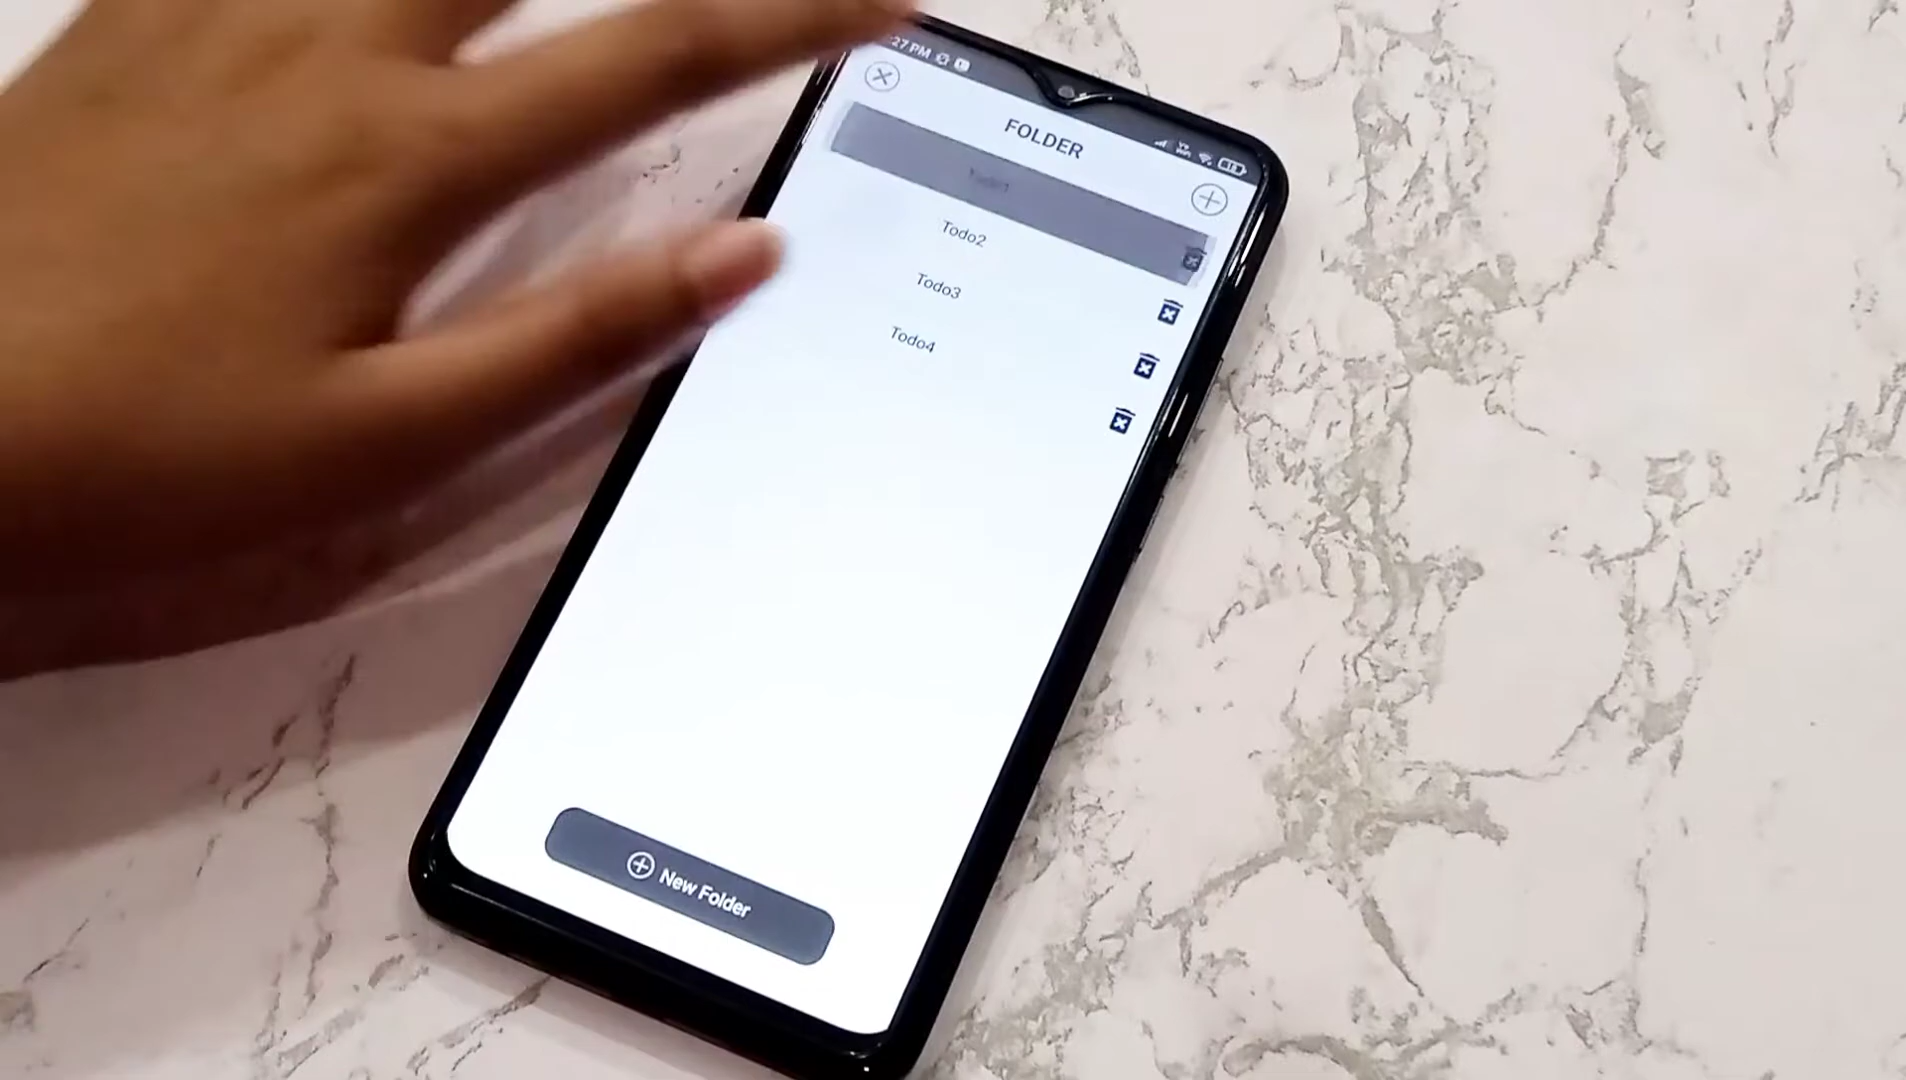 :27 PM
FOLDER
Todo2
Todo3
Todo4
New Folder